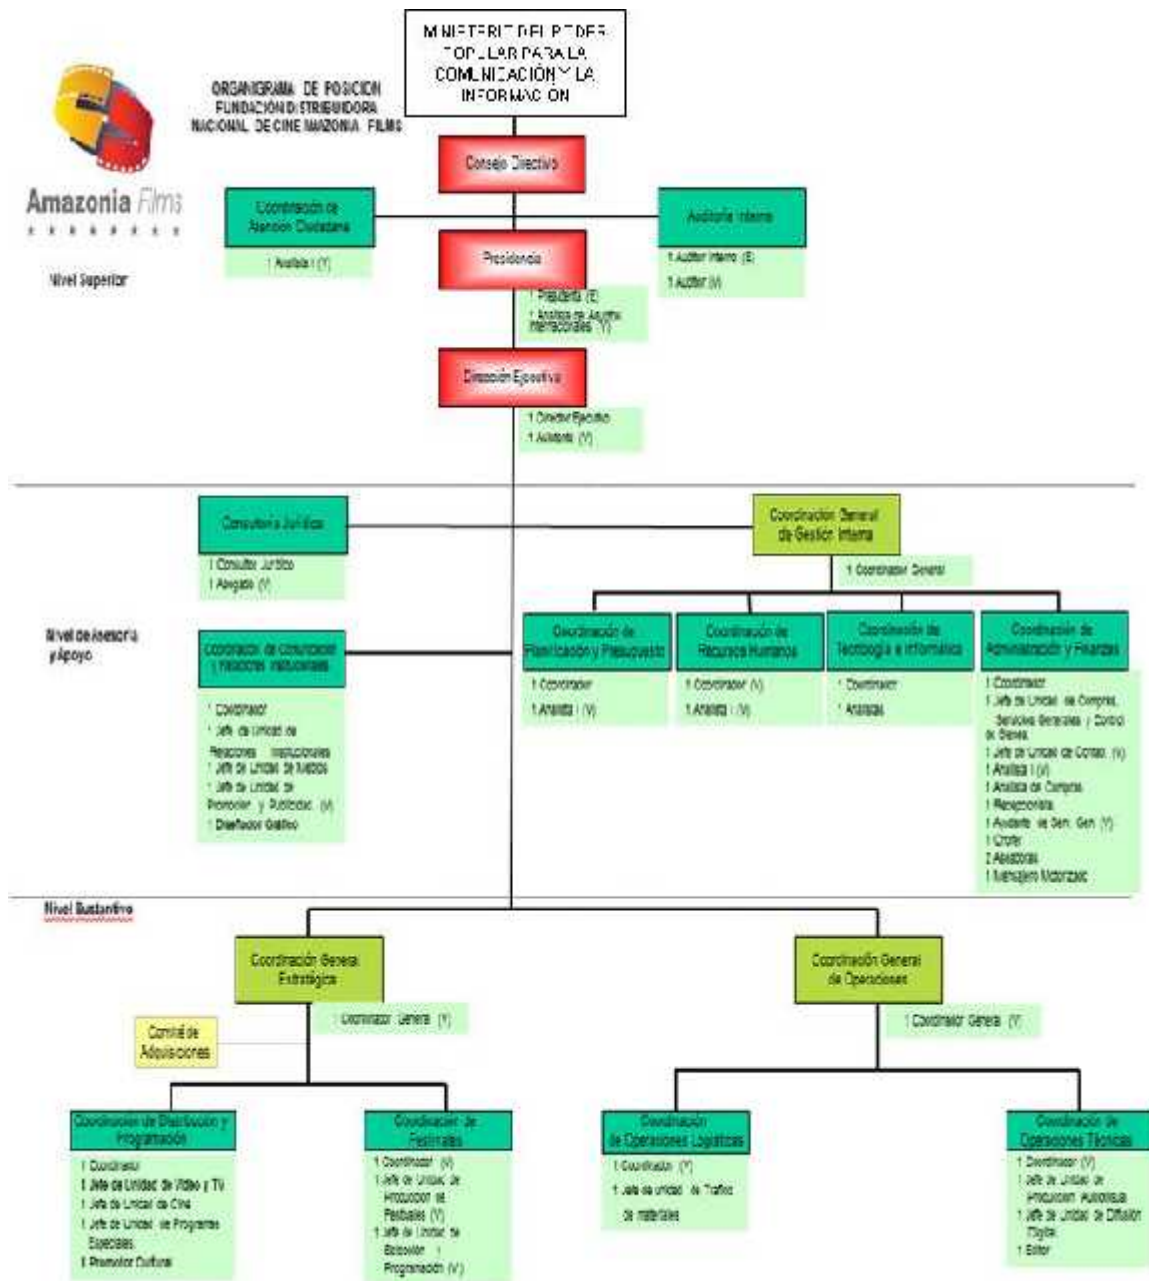 MINISTERIO DEL PODER
POPULAR PARA LA
COMUNICACIÓN Y LA
INFORMACIÓN
ORGANIGRAMA DE POSICION
FUNDACIÓN DISTRIBUIDORA
NACIONAL DE CINE AMAZONIA FILMS
Amazonia Films
Consejo Directivo
Coordinación de
Atención Ciudadana
1 Analista I (V)
Auditoría Interna
1 Auditor Interno (E)
1 Auditor (V)
Presidencia
1 Presidenta (E)
1 Analista de Asuntos
Internacionales (V)
Nivel Superior
Dirección Ejecutiva
1 Director Ejecutivo
1 Asistente (V)
Consultoría Jurídica
1 Consultor Jurídico
1 Abogado (V)
Coordinación General
de Gestión Interna
1 Coordinador General
Nivel de Asesoría
y Apoyo
Coordinación de Comunicación
y Relaciones Institucionales
1 Coordinador
1 Jefe de Unidad de
Relaciones Institucionales
1 Jefe de Unidad de Medios
1 Jefe de Unidad de
Promoción y Publicidad (V)
1 Diseñador Gráfico
Coordinación de
Planificación y Presupuesto
1 Coordinador
1 Analista I (V)
Coordinación de
Recursos Humanos
1 Coordinador (V)
1 Analista I (V)
Coordinación de
Tecnología e Informática
1 Coordinador
1 Analistas
Coordinación de
Administración y Finanzas
1 Coordinador
1 Jefa de Unidad de Compras,
Servicios Generales y Control
de Bienes
1 Jefa de Unidad de Contab. (V)
1 Analista I (V)
1 Analista de Compras
1 Recepcionista
1 Ayudante de Serv. Gen (V)
1 Chofer
2 Aseadoras
1 Mensajero Motorizado
Nivel Sustantivo
Coordinación General
Estratégica
1 Coordinador General (V)
Comité de
Adquisiciones
Coordinación General
de Operaciones
1 Coordinador General (V)
Coordinación de Distribución y
Programación
1 Coordinador
1 Jefe de Unidad de Video y TV
1 Jefa de Unidad de Cine
1 Jefa de Unidad de Programas
Especiales
1 Promotor Cultural
Coordinación de
Festivales
1 Coordinador (V)
1 Jefa de Unidad de
Producción de
Festivales (V)
1 Jefe de Unidad de
Programación (V)
Coordinación
de Operaciones Logísticas
1 Coordinador (V)
1 Jefa de unidad de Tráfico
de materiales
Coordinación de
Operaciones Técnicas
1 Coordinador (V)
1 Jefa de Unidad de
Producción Audiovisual
1 Jefa de Unidad de Difusión
Digital
1 Editor